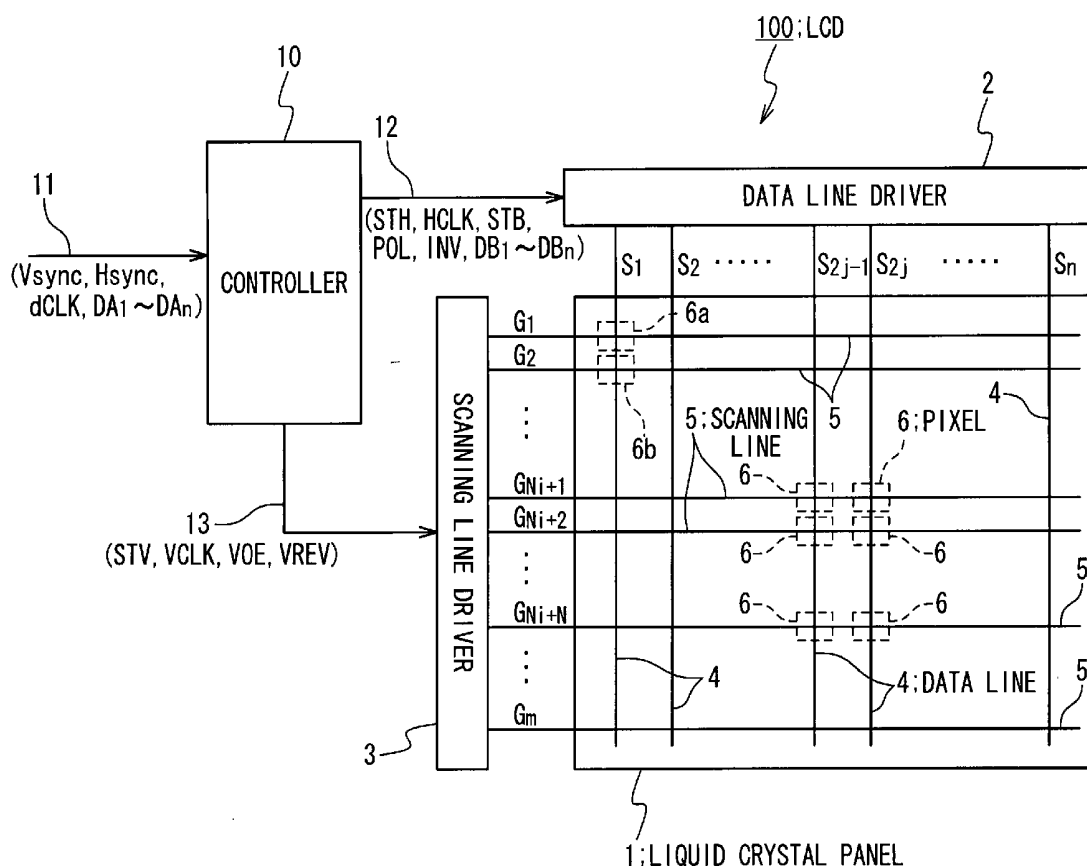 100;LCD
10
2
12
11
DATA LINE DRIVER
(STH, HCLK, STB,
POL, INV, DB1~DBn)
(Vsync, Hsync,
dCLK, DA1~DAn)
CONTROLLER
S1 S2 ····· S2j-1 S2j ····· Sn
G1
6a
G2
5
4
6b
5;SCANNING
LINE
6;PIXEL
SCANNING LINE DRIVER
GNi+1
6
13
GNi+2
(STV, VCLK, VOE, VREV)
6
6
5
6
6
GNi+N
4
4;DATA LINE
5
Gm
3
1;LIQUID CRYSTAL PANEL